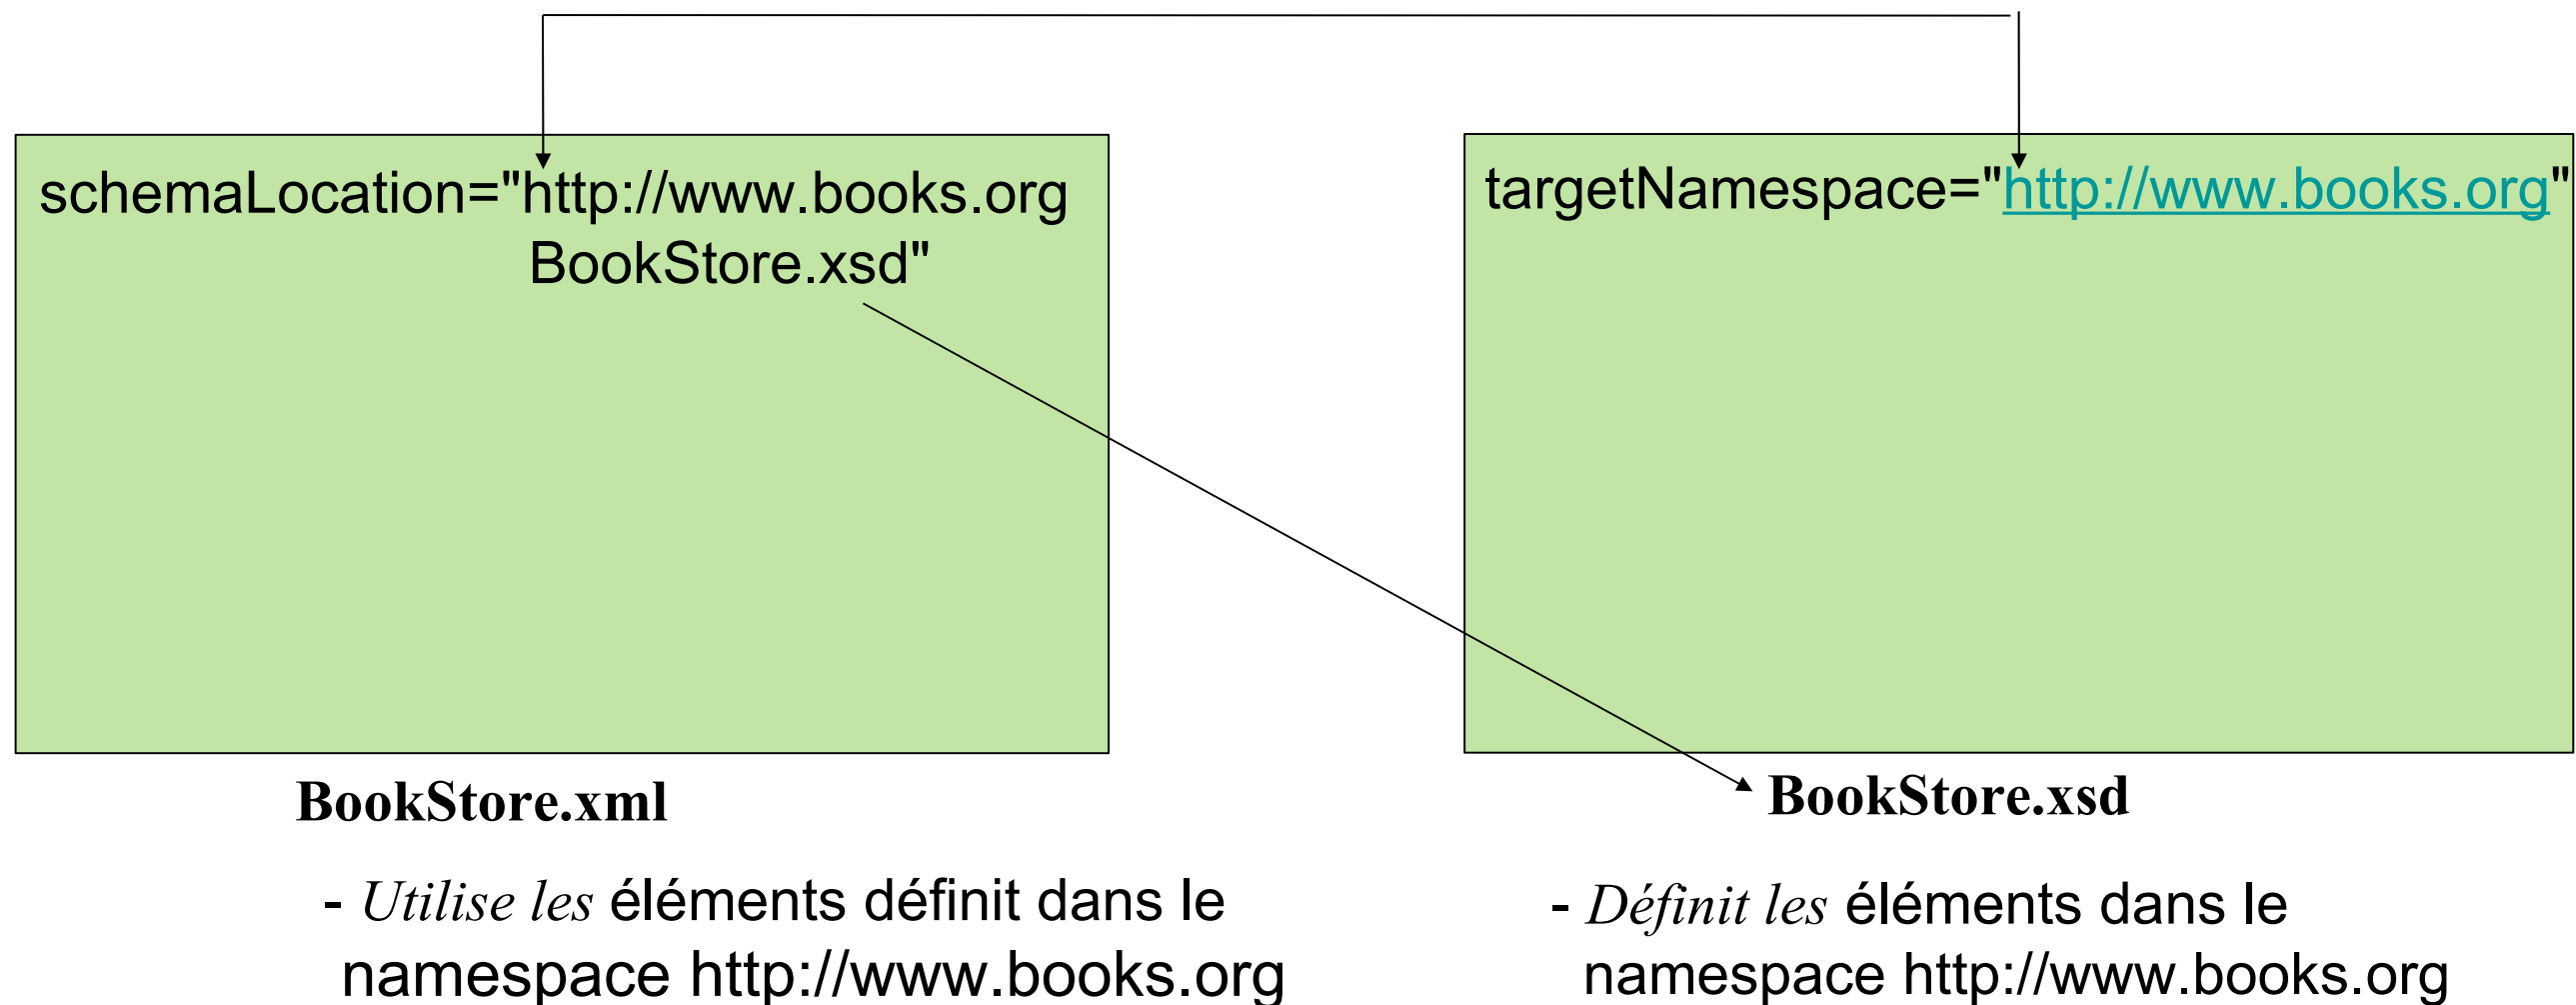 schemaLocation="http://www.books.org
BookStore.xsd"
BookStore.xml
- Utilise les éléments définit dans le
namespace http://www.books.org
targetNamespace="http://www.books.org"
BookStore.xsd
- Définit les éléments dans le
namespace http://www.books.org